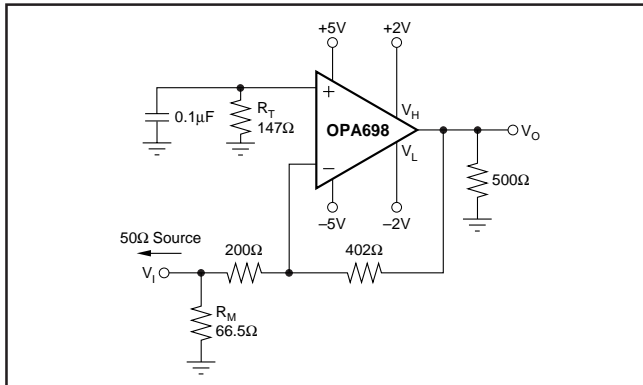 +5V
+2V
0.1µF
R_T
147Ω
+
V_H
OPA698
V_L
V_O
−
500Ω
−5V
−2V
50Ω Source
200Ω
402Ω
V_I
R_M
66.5Ω